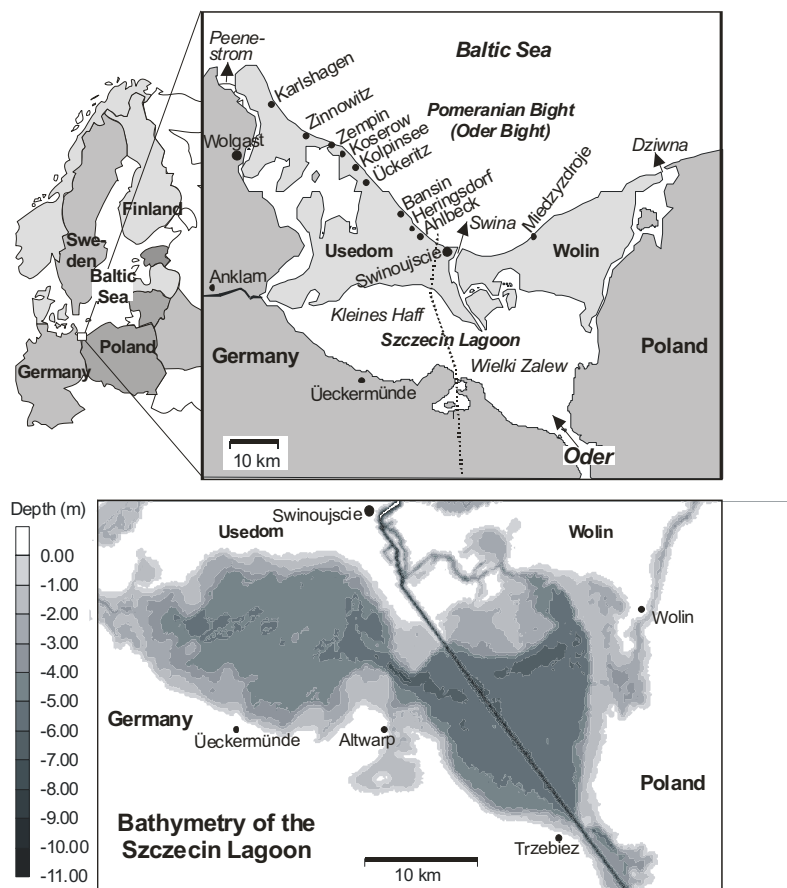 Peene-
strom
Baltic Sea
Karlshagen
Pomeranian Bight
(Oder Bight)
Zinnowitz
Zempin
Koserow
Kolpinsee
Ückeritz
Wolgast
Dziwna
Bansin
Heringsdorf
Ahlbeck
Miedzyzdroje
Swina
Finland
Swe-
den
Usedom
Wolin
Swinoujscie
Baltic
Sea
Anklam
Kleines Haff
Szczecin Lagoon
Poland
Germany
Poland
Wielki Zalew
Germany
Üeckermünde
10 km
Oder
Depth (m)
0.00
-1.00
-2.00
-3.00
-4.00
-5.00
-6.00
-7.00
-8.00
-9.00
-10.00
-11.00
Swinoujscie
Usedom
Wolin
Wolin
Germany
Üeckermünde
Altwarp
Poland
Bathymetry of the
Szczecin Lagoon
Trzebiez
10 km